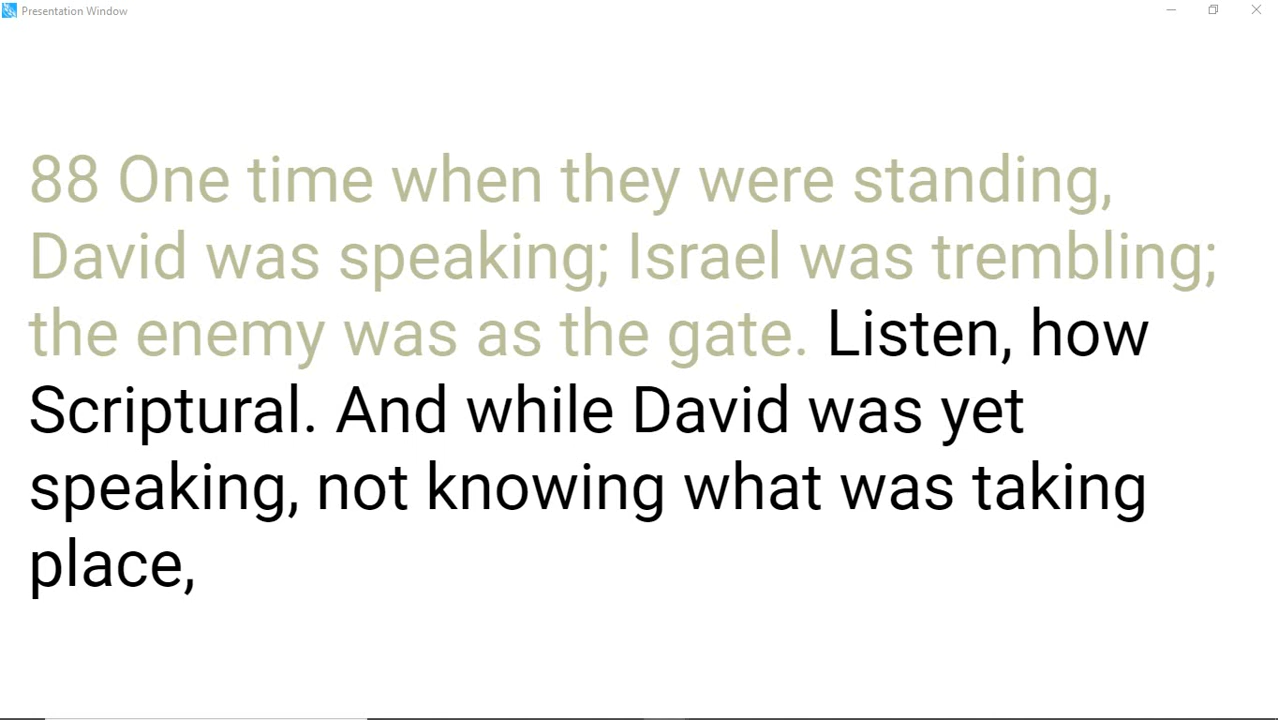 Presentation Window
88 One time when they were standing,
David was speaking; Israel was trembling;
the enemy was as the gate. Listen, how
Scriptural. And while David was yet
speaking, not knowing what was taking
place,